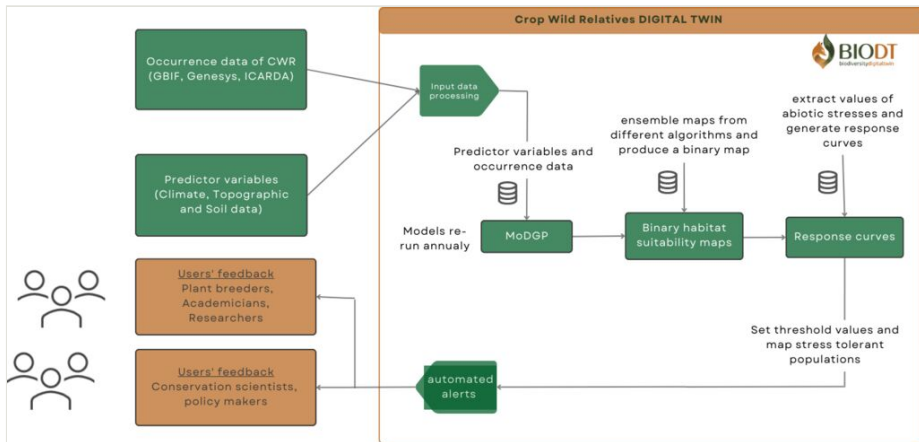 Crop Wild Relatives DIGITAL TWIN
BIODT
biodiversitydigitaltwin
Occurrence data of CWR
(GBIF, Genesys, ICARDA)
Input data
processing
Predictor variables
(Climate, Topographic
and Soil data)
Predictor variables and
occurrence data
ensemble maps from
different algorithms and
produce a binary map
extract values of
abiotic stresses and
generate response
curves
Models re-
run annualy
MoDGP
Binary habitat
suitability maps
Response curves
Users' feedback
Plant breeders,
Academicians,
Researchers
Set threshold values and
map stress tolerant
populations
Users' feedback
Conservation scientists,
policy makers
automated
alerts